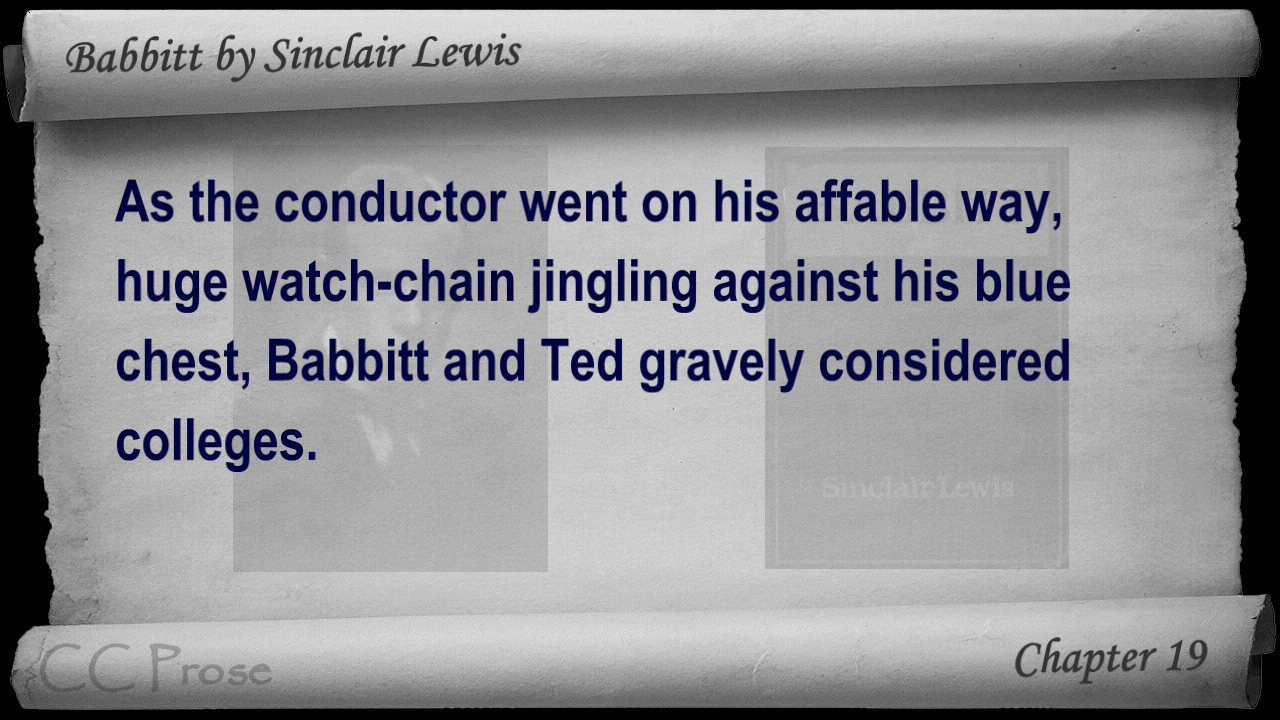 Babbitt by Sinclair Lewis
As the conductor went on his affable way,
huge watch-chain jingling against his blue
chest, Babbitt and Ted gravely considered
colleges.
Sinclair Lewis
CC Prose
Chapter 19